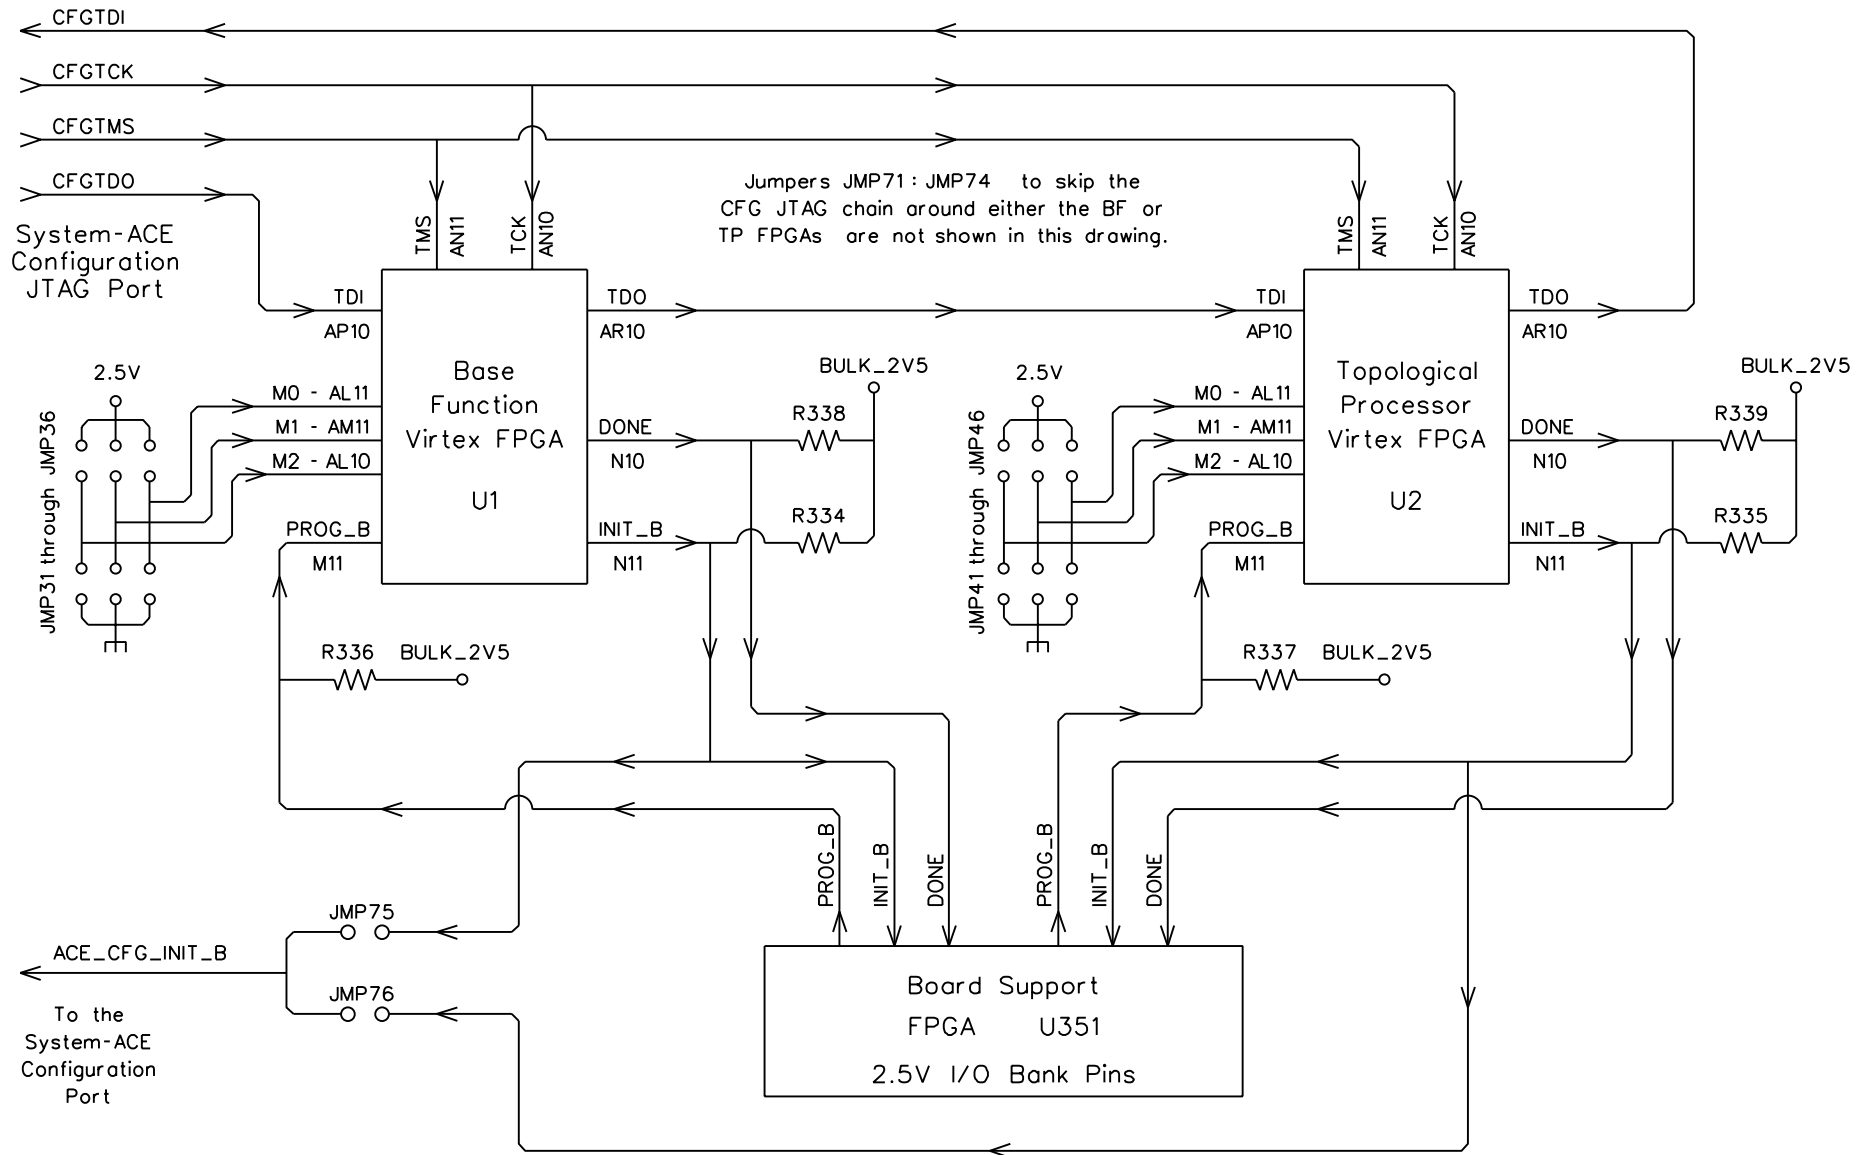 CFGTDI
CFGTCK
CFGTMS
CFGTDO
System-ACE
Configuration
JTAG Port
Jumpers JMP71 : JMP74 to skip the
CFG JTAG chain around either the BF or
TP FPGAs are not shown in this drawing.
TMS
AN11
TCK
AN10
TMS
AN11
TCK
AN10
TDI
AP10
TDO
AR10
TDI
AP10
TDO
AR10
2.5V
JMP31 through JMP36
M0 - AL11
M1 - AM11
M2 - AL10
PROG_B
M11
Base
Function
Virtex FPGA
U1
DONE
N10
INIT_B
N11
BULK_2V5
R338
R334
R336
BULK_2V5
2.5V
JMP41 through JMP46
M0 - AL11
M1 - AM11
M2 - AL10
PROG_B
M11
Topological
Processor
Virtex FPGA
U2
DONE
N10
INIT_B
N11
BULK_2V5
R339
R335
R337
BULK_2V5
PROG_B
INIT_B
DONE
PROG_B
INIT_B
DONE
JMP75
ACE_CFG_INIT_B
JMP76
To the
System-ACE
Configuration
Port
Board Support
FPGA U351
2.5V I/O Bank Pins